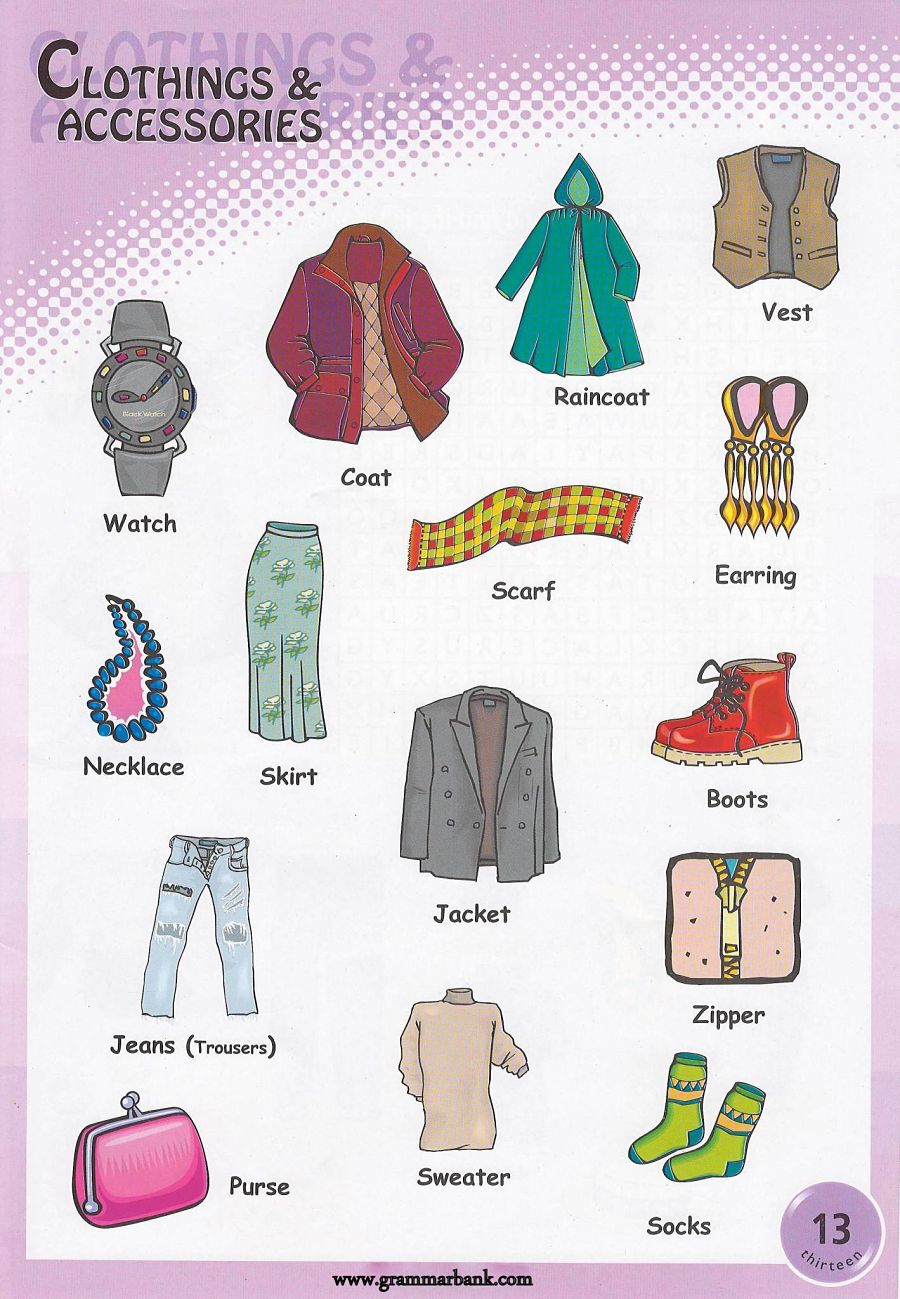 CLOTHINGS &
ACCESSORIES
Vest
Raincoat
Coat
Black Watch
Watch
Earring
Scarf
Necklace
Skirt
Boots
Jacket
Zipper
Jeans (Trousers)
Sweater
Purse
Socks
13
thirteen
www.grammarbank.com